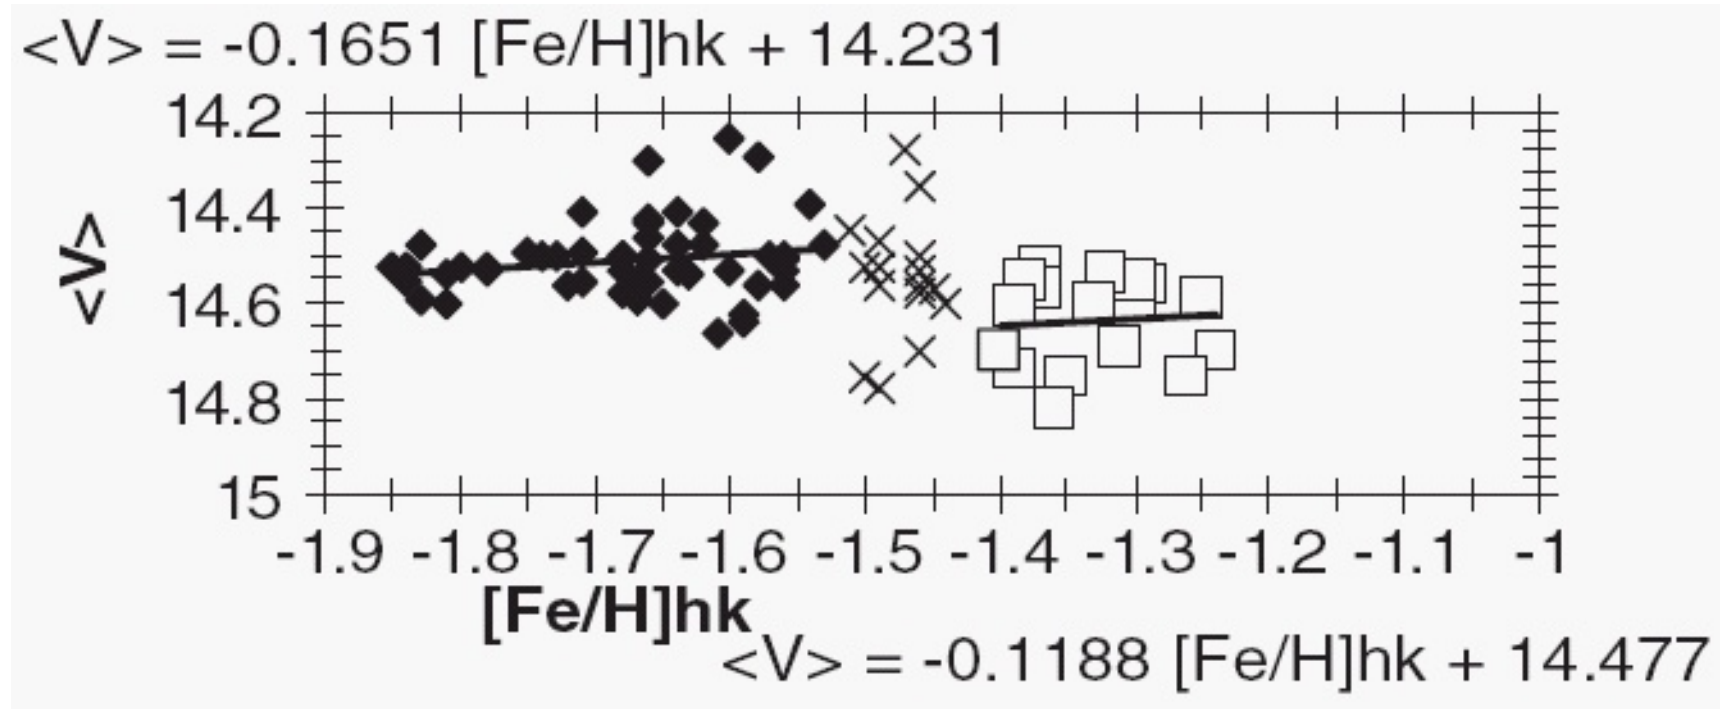 <V> = -0.1651 [Fe/H]hk + 14.231
14.2
14.4
14.6
14.8
15
<V>
-1.9 -1.8 -1.7 -1.6 -1.5 -1.4 -1.3 -1.2 -1.1 -1
[Fe/H]hk
<V> = -0.1188 [Fe/H]hk + 14.477